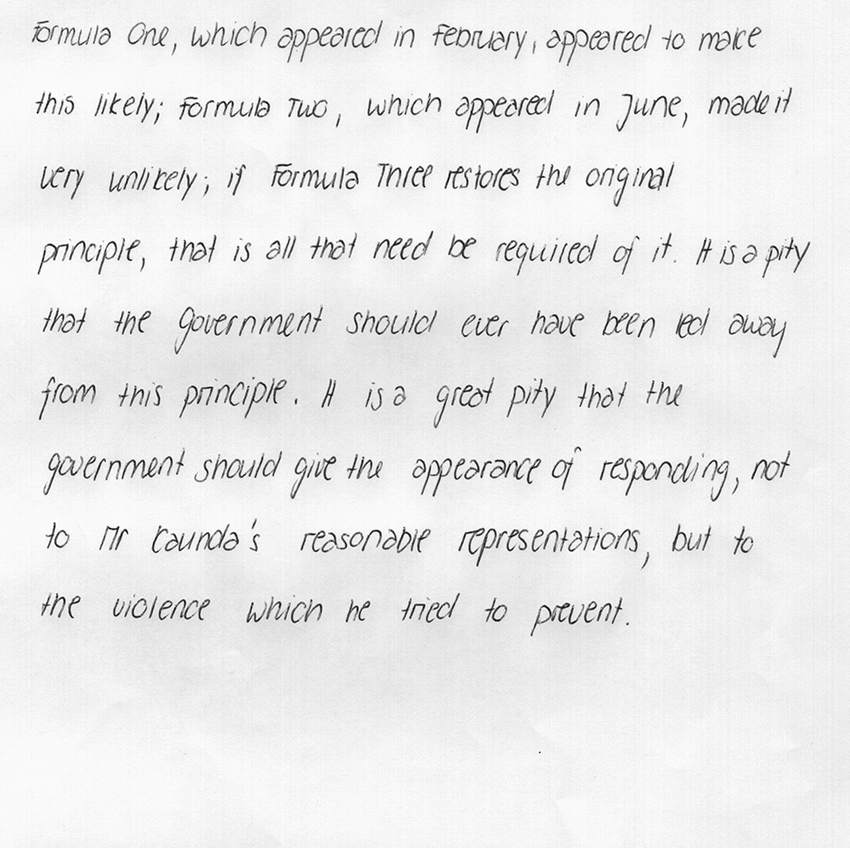 Formula One, which appeared in February, appeared to make
this likely; Formula Two, which appeared in June, made it
very unlikely; if Formula Three restores the original
principle, that is all that need be required of it. It is a pity
that the Government should ever have been led away
from this principle. It is a great pity that the
government should give the appearance of responding, not
to Mr Kaunda's reasonable representations, but to
the violence which he tried to prevent.